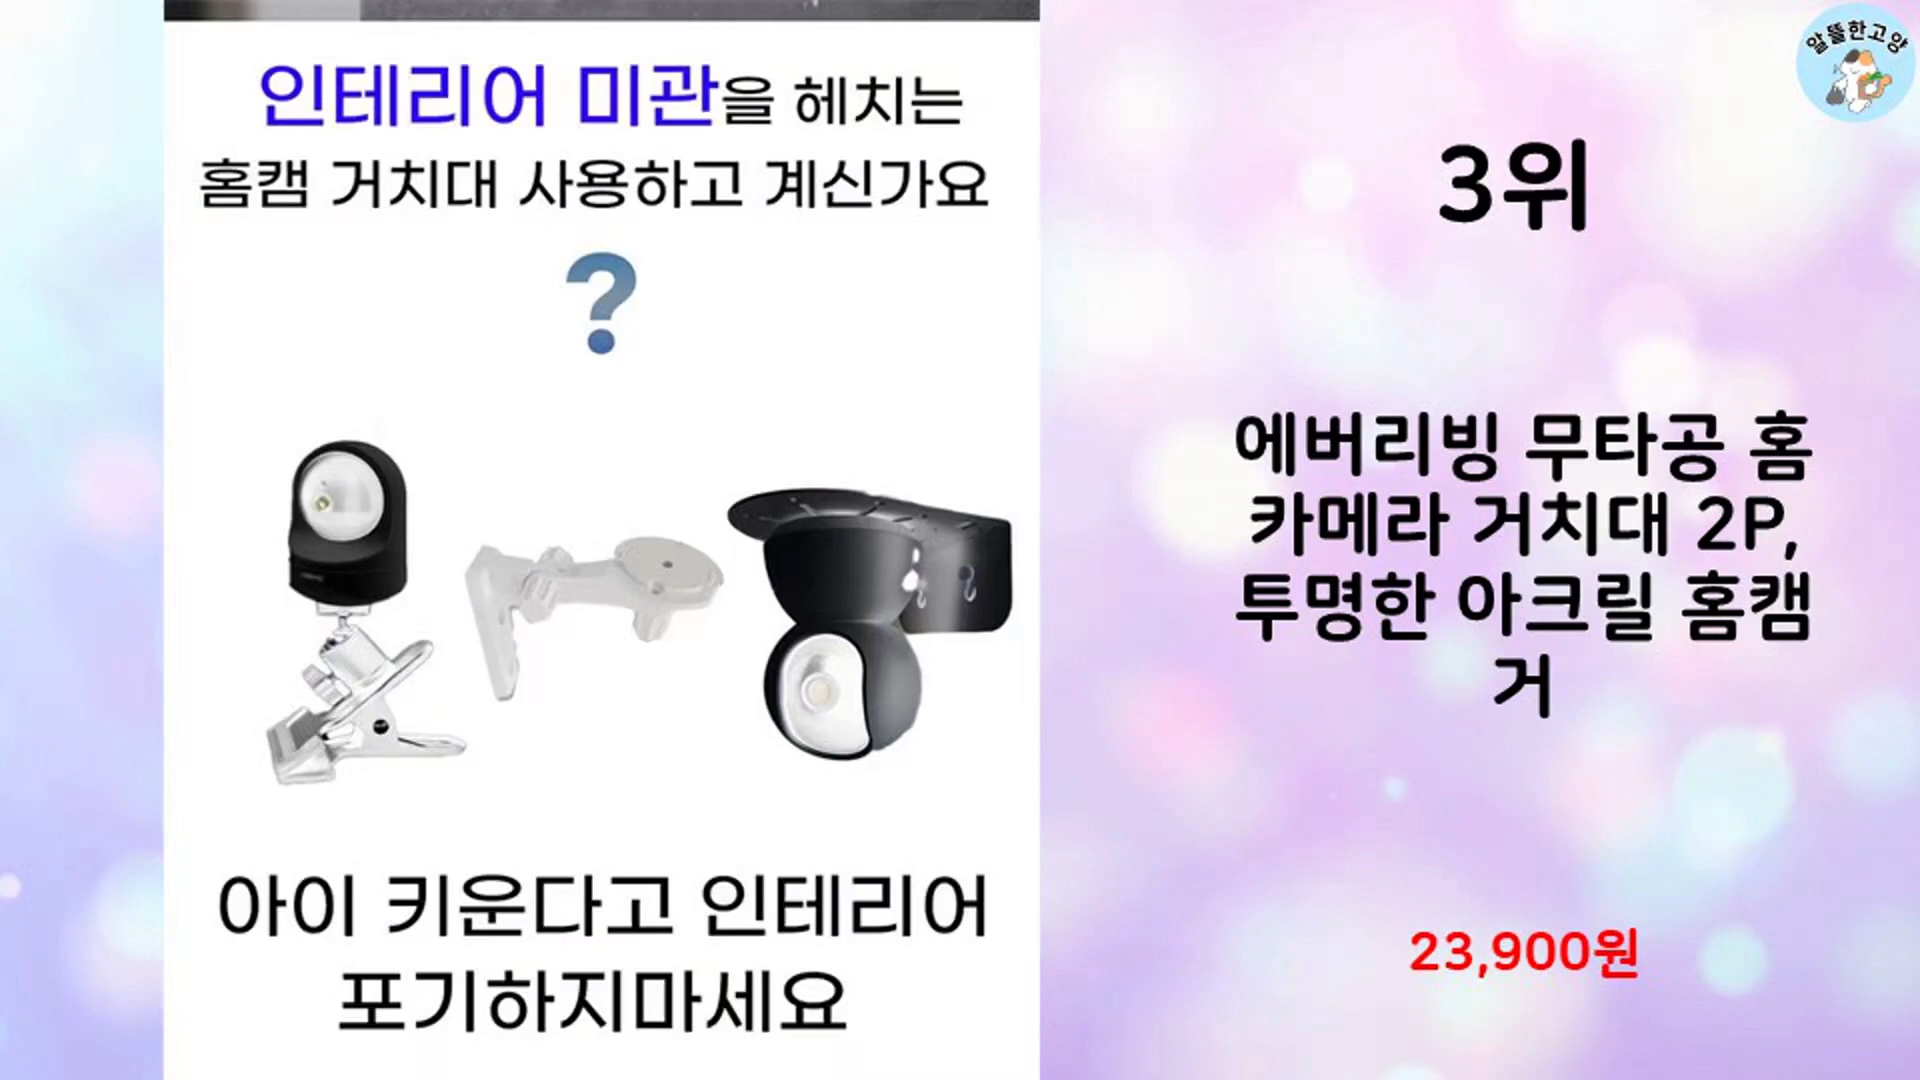 인테리어 미관을 헤치는
홈캠 거치대 사용하고 계신가요
?
아이 키운다고 인테리어
포기하지마세요
알뜰한고양
3위
에버리빙 무타공 홈
카메라 거치대 2P,
투명한 아크릴 홈캠
거
23,900원